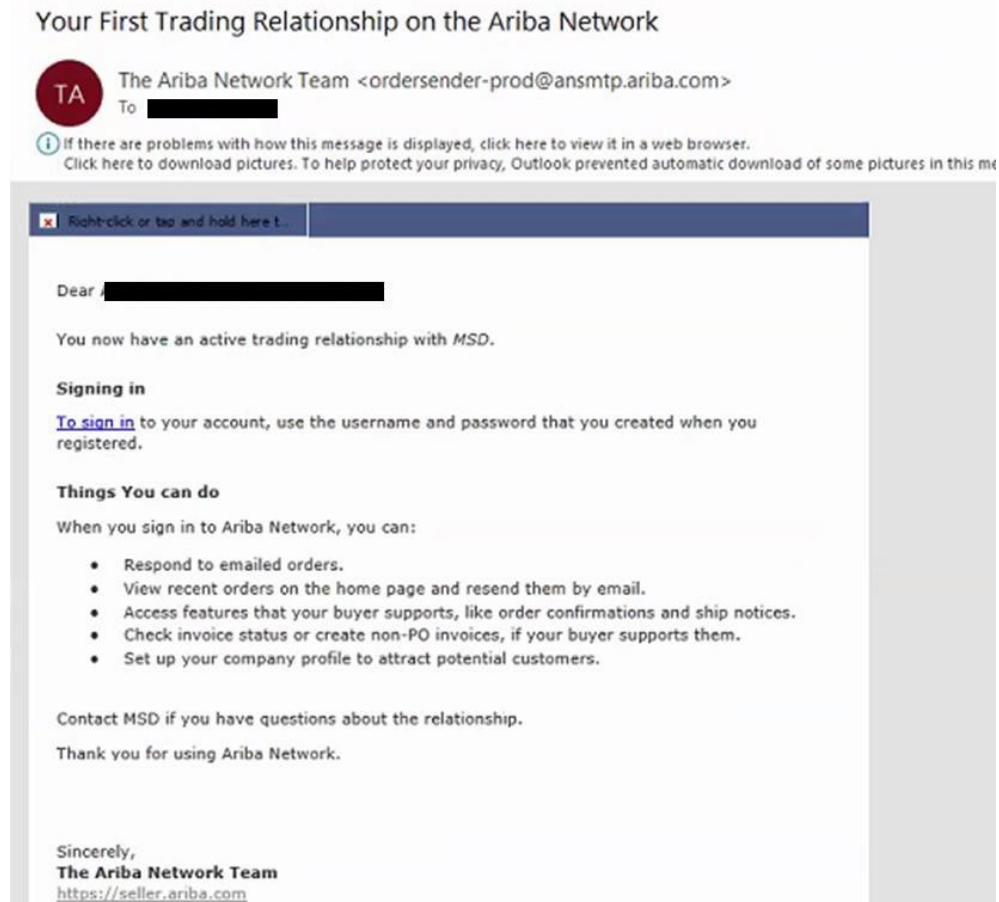 Your First Trading Relationship on the Ariba Network
TA
The Ariba Network Team <ordersender-prod@ansmtp.ariba.com>
To
If there are problems with how this message is displayed, click here to view it in a web browser.
Click here to download pictures. To help protect your privacy, Outlook prevented automatic download of some pictures in this me
Right-click or tap and hold here t...
Dear
You now have an active trading relationship with MSD.
Signing in
To sign in to your account, use the username and password that you created when you
registered.
Things You can do
When you sign in to Ariba Network, you can:
• Respond to emailed orders.
• View recent orders on the home page and resend them by email.
• Access features that your buyer supports, like order confirmations and ship notices.
• Check invoice status or create non-PO invoices, if your buyer supports them.
• Set up your company profile to attract potential customers.
Contact MSD if you have questions about the relationship.
Thank you for using Ariba Network.
Sincerely,
The Ariba Network Team
https://seller.ariba.com